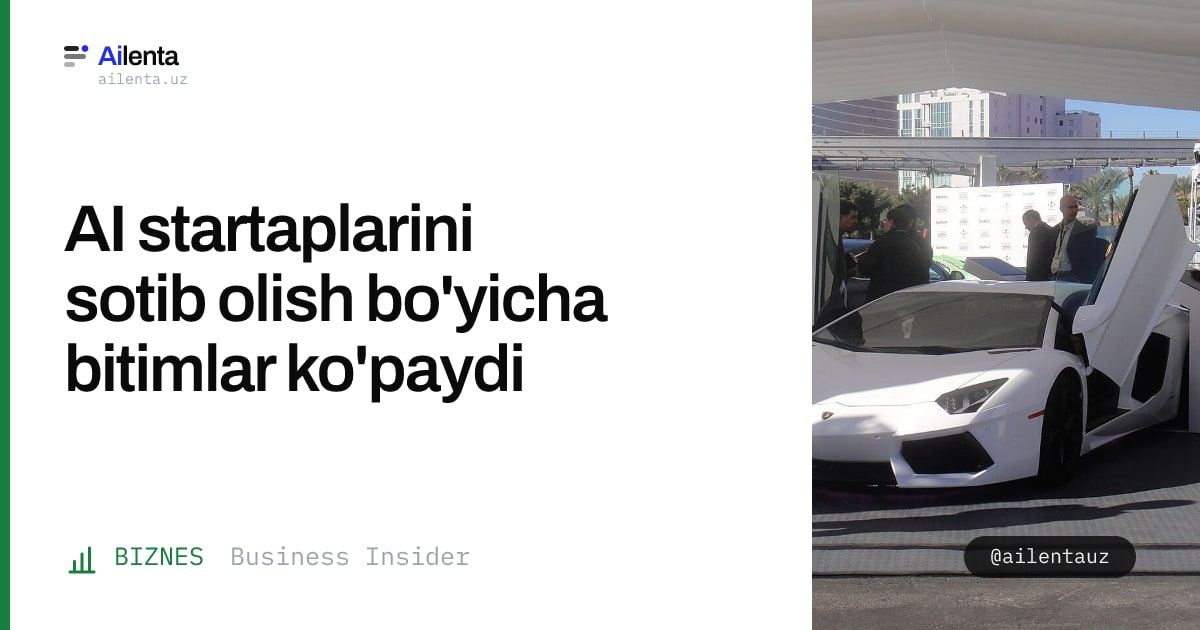 Ailenta
ailenta.uz
AI startaplarini
sotib olish bo'yicha
bitimlar ko'paydi
BIZNES Business Insider
@ailentauz